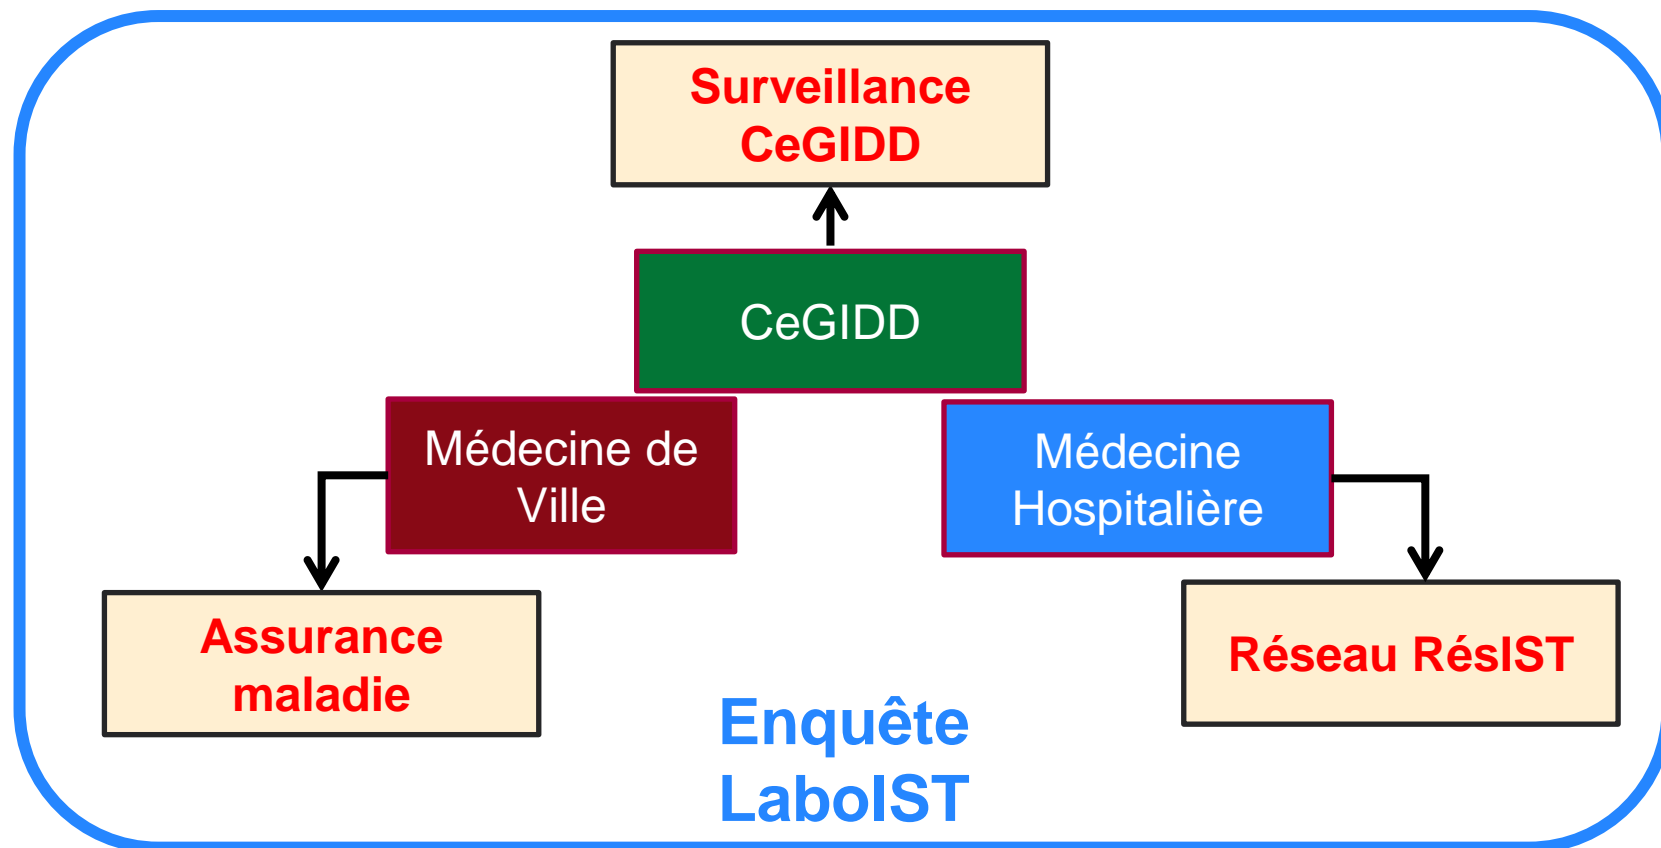 Surveillance
CeGIDD
CeGIDD
Médecine de
Ville
Médecine
Hospitalière
Assurance
maladie
Réseau RésIST
Enquête
LaboIST